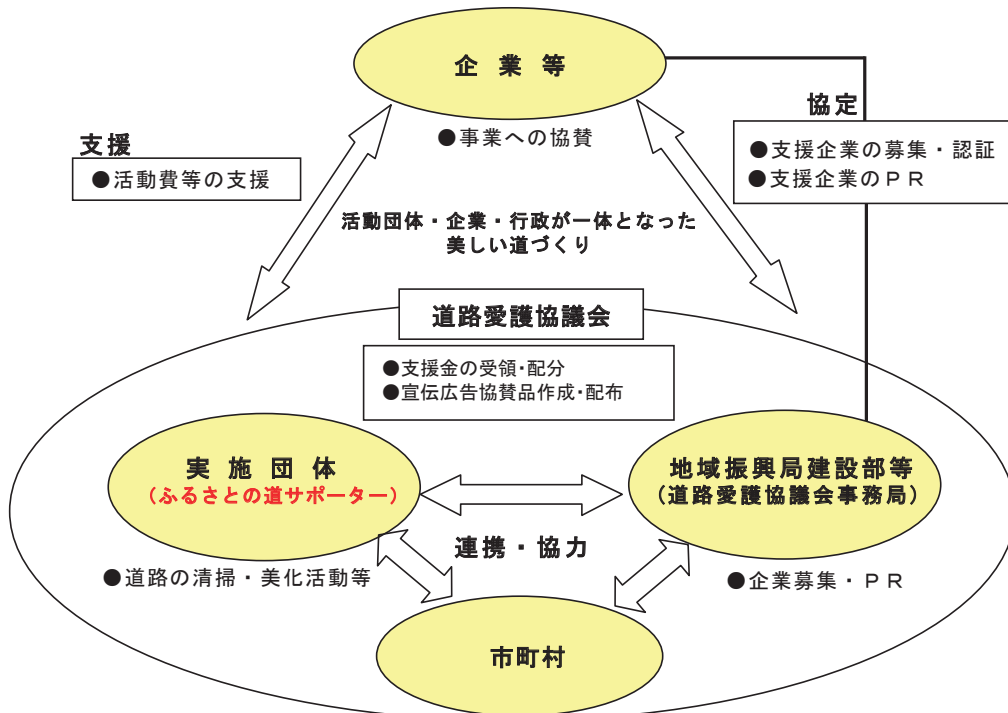 企業等
協定
●事業への協賛
支援
●活動費等の支援
●支援企業の募集・認証
●支援企業のＰＲ
活動団体・企業・行政が一体となった
美しい道づくり
道路愛護協議会
●支援金の受領・配分
●宣伝広告協賛品作成・配布
実施団体
（ふるさとの道サポーター）
地域振興局建設部等
（道路愛護協議会事務局）
連携・協力
●道路の清掃・美化活動等
●企業募集・ＰＲ
市町村